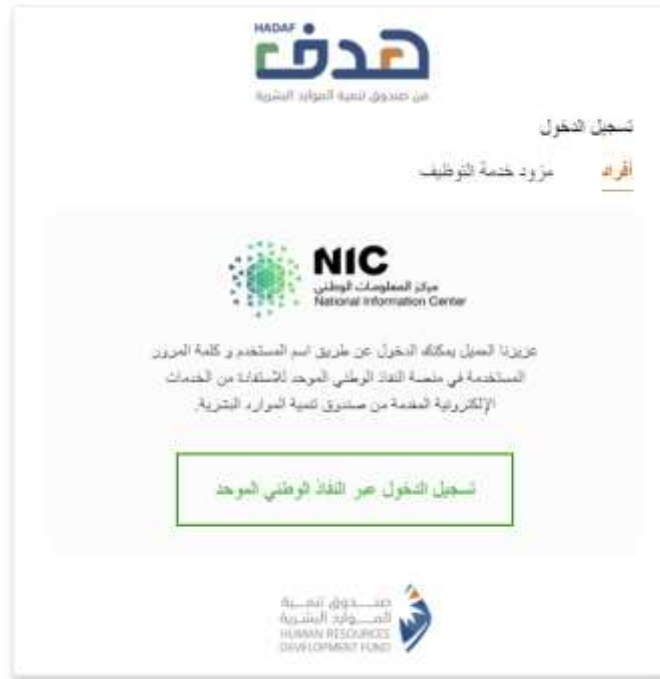 HADAF
هدف
من صندوق تنمية الموارد البشرية
تسجيل الدخول
أفراد مزود خدمة التوظيف
NIC
مركز المعلومات الوطني
National Information Center
عزيزنا العميل يمكنك الدخول عن طريق اسم المستخدم و كلمة المرور
المستخدمة في منصة النفاذ الوطني الموحد للاستفادة من الخدمات
الإلكترونية المقدمة من صندوق تنمية الموارد البشرية.
تسجيل الدخول عبر النفاذ الوطني الموحد
صندوق تنمية
الموارد البشرية
HUMAN RESOURCES
DEVELOPMENT FUND